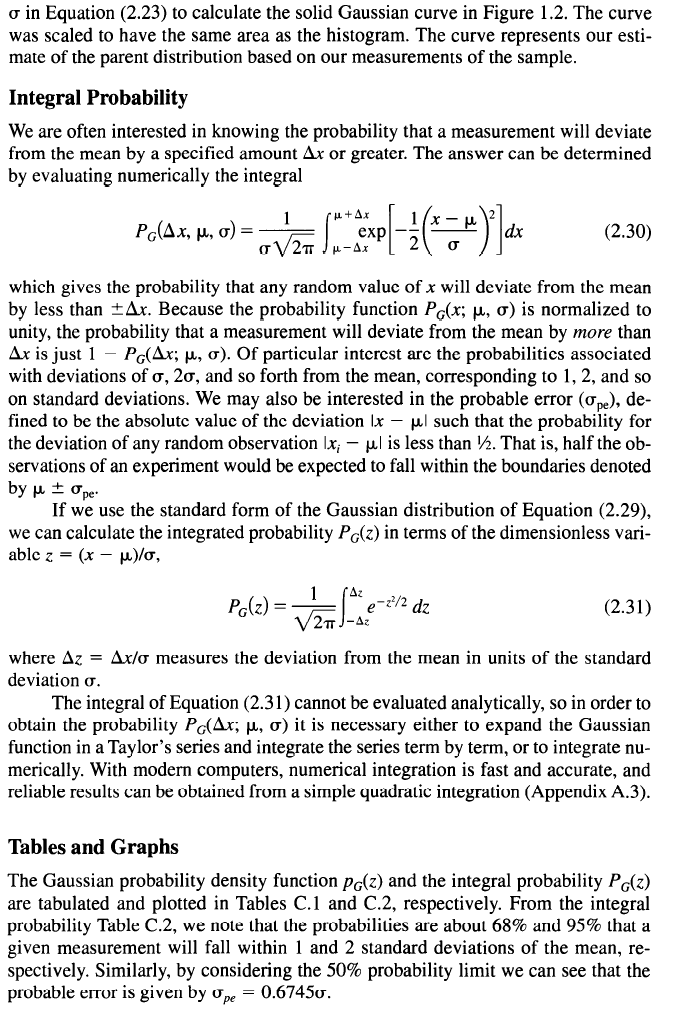 σ in Equation (2.23) to calculate the solid Gaussian curve in Figure 1.2. The curve
was scaled to have the same area as the histogram. The curve represents our esti-
mate of the parent distribution based on our measurements of the sample.
Integral Probability
We are often interested in knowing the probability that a measurement will deviate
from the mean by a specified amount Δx or greater. The answer can be determined
by evaluating numerically the integral
P_G(Δx, μ, σ) = 1/(σ√2π) ∫_{μ−Δx}^{μ+Δx} exp[−1/2((x − μ)/σ)²]dx (2.30)
which gives the probability that any random value of x will deviate from the mean
by less than ±Δx. Because the probability function P_G(x; μ, σ) is normalized to
unity, the probability that a measurement will deviate from the mean by more than
Δx is just 1 − P_G(Δx; μ, σ). Of particular interest are the probabilities associated
with deviations of σ, 2σ, and so forth from the mean, corresponding to 1, 2, and so
on standard deviations. We may also be interested in the probable error (σ_pe), de-
fined to be the absolute value of the deviation |x − μ| such that the probability for
the deviation of any random observation |x_i − μ| is less than ½. That is, half the ob-
servations of an experiment would be expected to fall within the boundaries denoted
by μ ± σ_pe.
If we use the standard form of the Gaussian distribution of Equation (2.29),
we can calculate the integrated probability P_G(z) in terms of the dimensionless vari-
able z = (x − μ)/σ,
P_G(z) = 1/√2π ∫_{−Δz}^{Δz} e^{−z²/2} dz (2.31)
where Δz = Δx/σ measures the deviation from the mean in units of the standard
deviation σ.
The integral of Equation (2.31) cannot be evaluated analytically, so in order to
obtain the probability P_G(Δx; μ, σ) it is necessary either to expand the Gaussian
function in a Taylor's series and integrate the series term by term, or to integrate nu-
merically. With modern computers, numerical integration is fast and accurate, and
reliable results can be obtained from a simple quadratic integration (Appendix A.3).
Tables and Graphs
The Gaussian probability density function p_G(z) and the integral probability P_G(z)
are tabulated and plotted in Tables C.1 and C.2, respectively. From the integral
probability Table C.2, we note that the probabilities are about 68% and 95% that a
given measurement will fall within 1 and 2 standard deviations of the mean, re-
spectively. Similarly, by considering the 50% probability limit we can see that the
probable error is given by σ_pe = 0.6745σ.